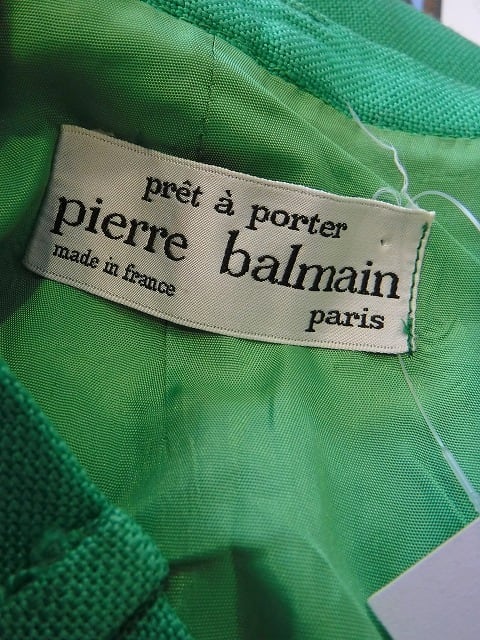 prêt à porter
pierre balmain
made in france
paris